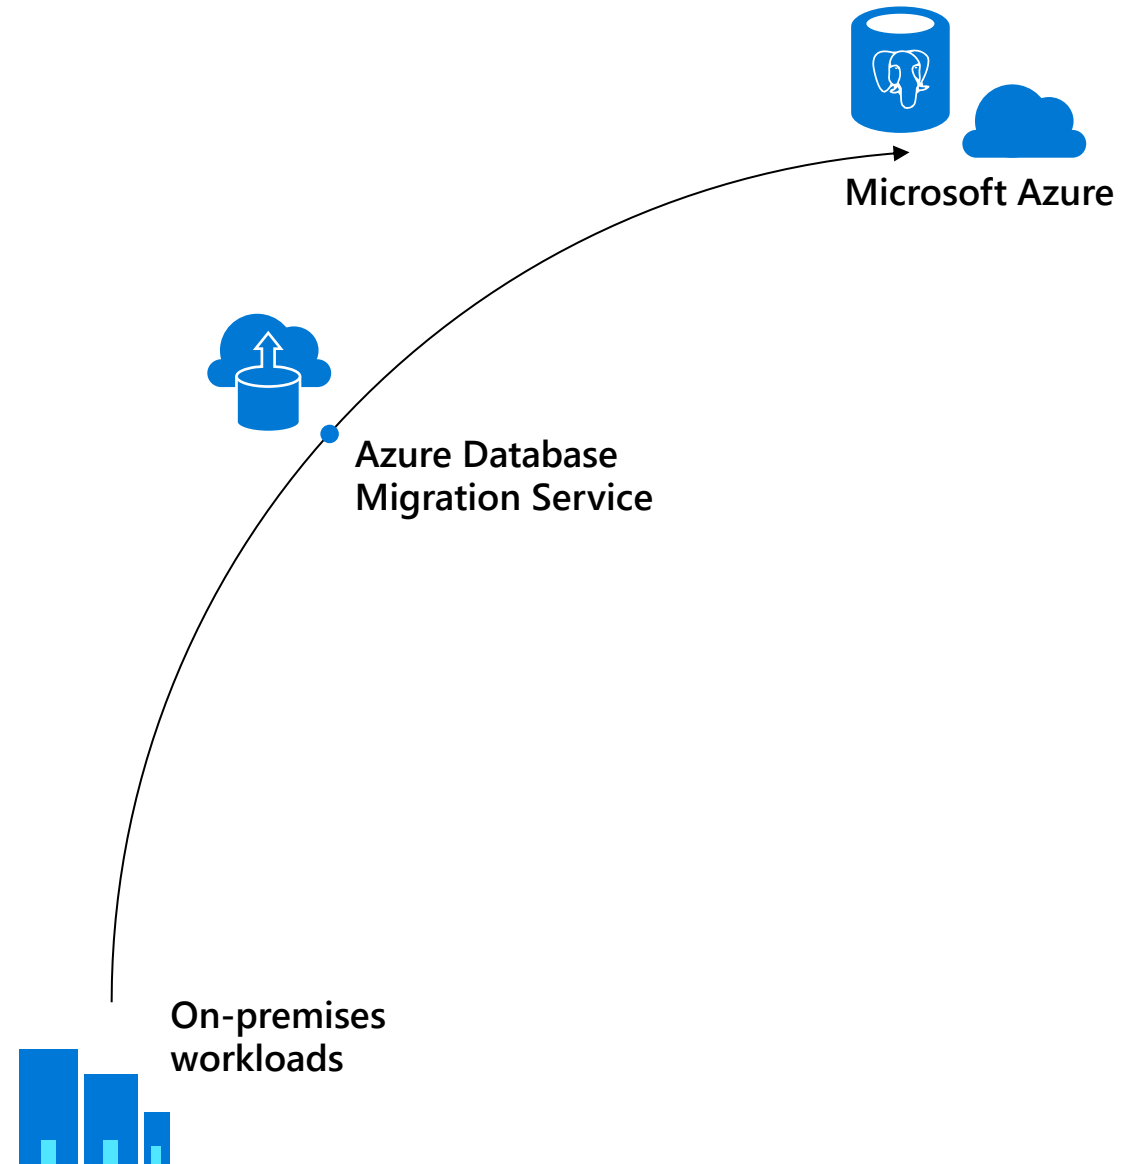 Microsoft Azure
Azure Database
Migration Service
On-premises
workloads